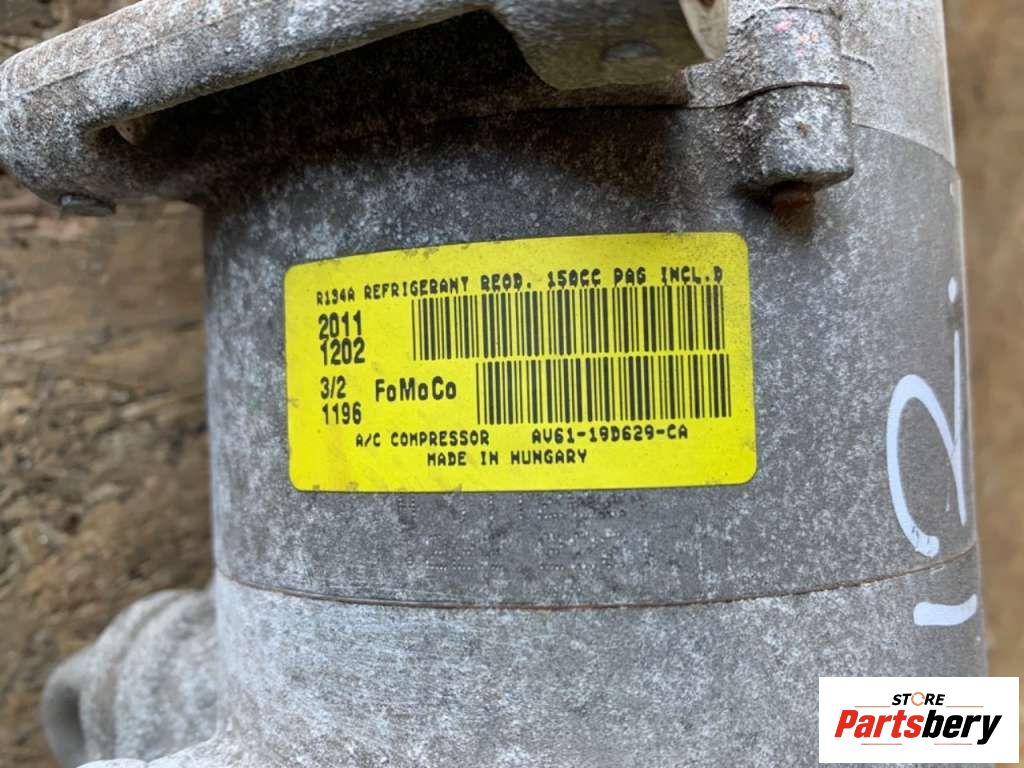 R134A REFRIGERANT REQD. 150CC PAG INCL.D
2011
1202
3/2 FoMoCo
1196
A/C COMPRESSOR AV61-19D629-CA
MADE IN HUNGARY
12.
STORE
Partsbery